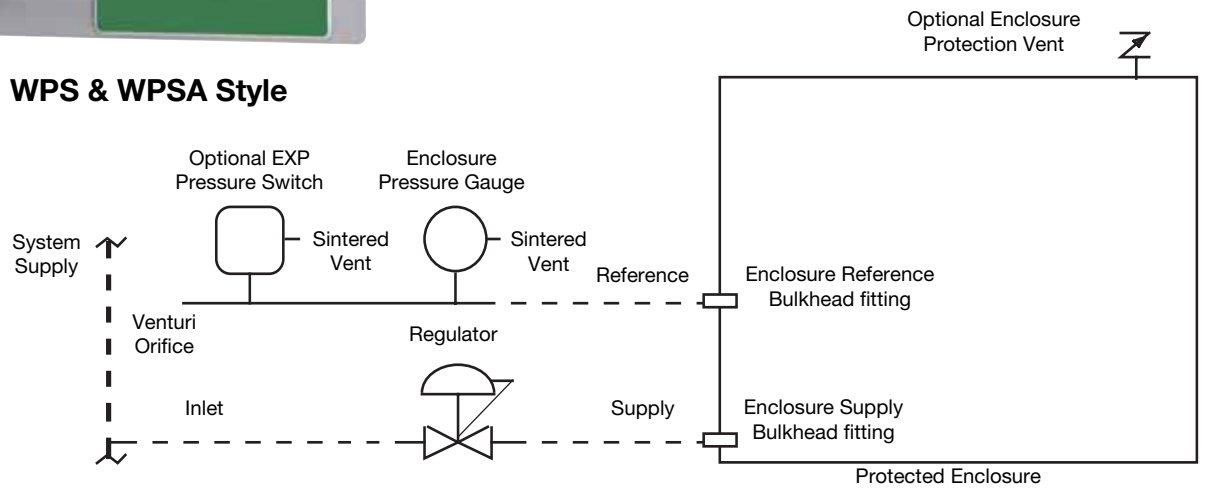 Optional Enclosure
Protection Vent
WPS & WPSA Style
Optional EXP
Pressure Switch
Enclosure
Pressure Gauge
System
Supply
Sintered
Vent
Sintered
Vent
Reference
Enclosure Reference
Bulkhead fitting
Venturi
Orifice
Regulator
Inlet
Supply
Enclosure Supply
Bulkhead fitting
Protected Enclosure